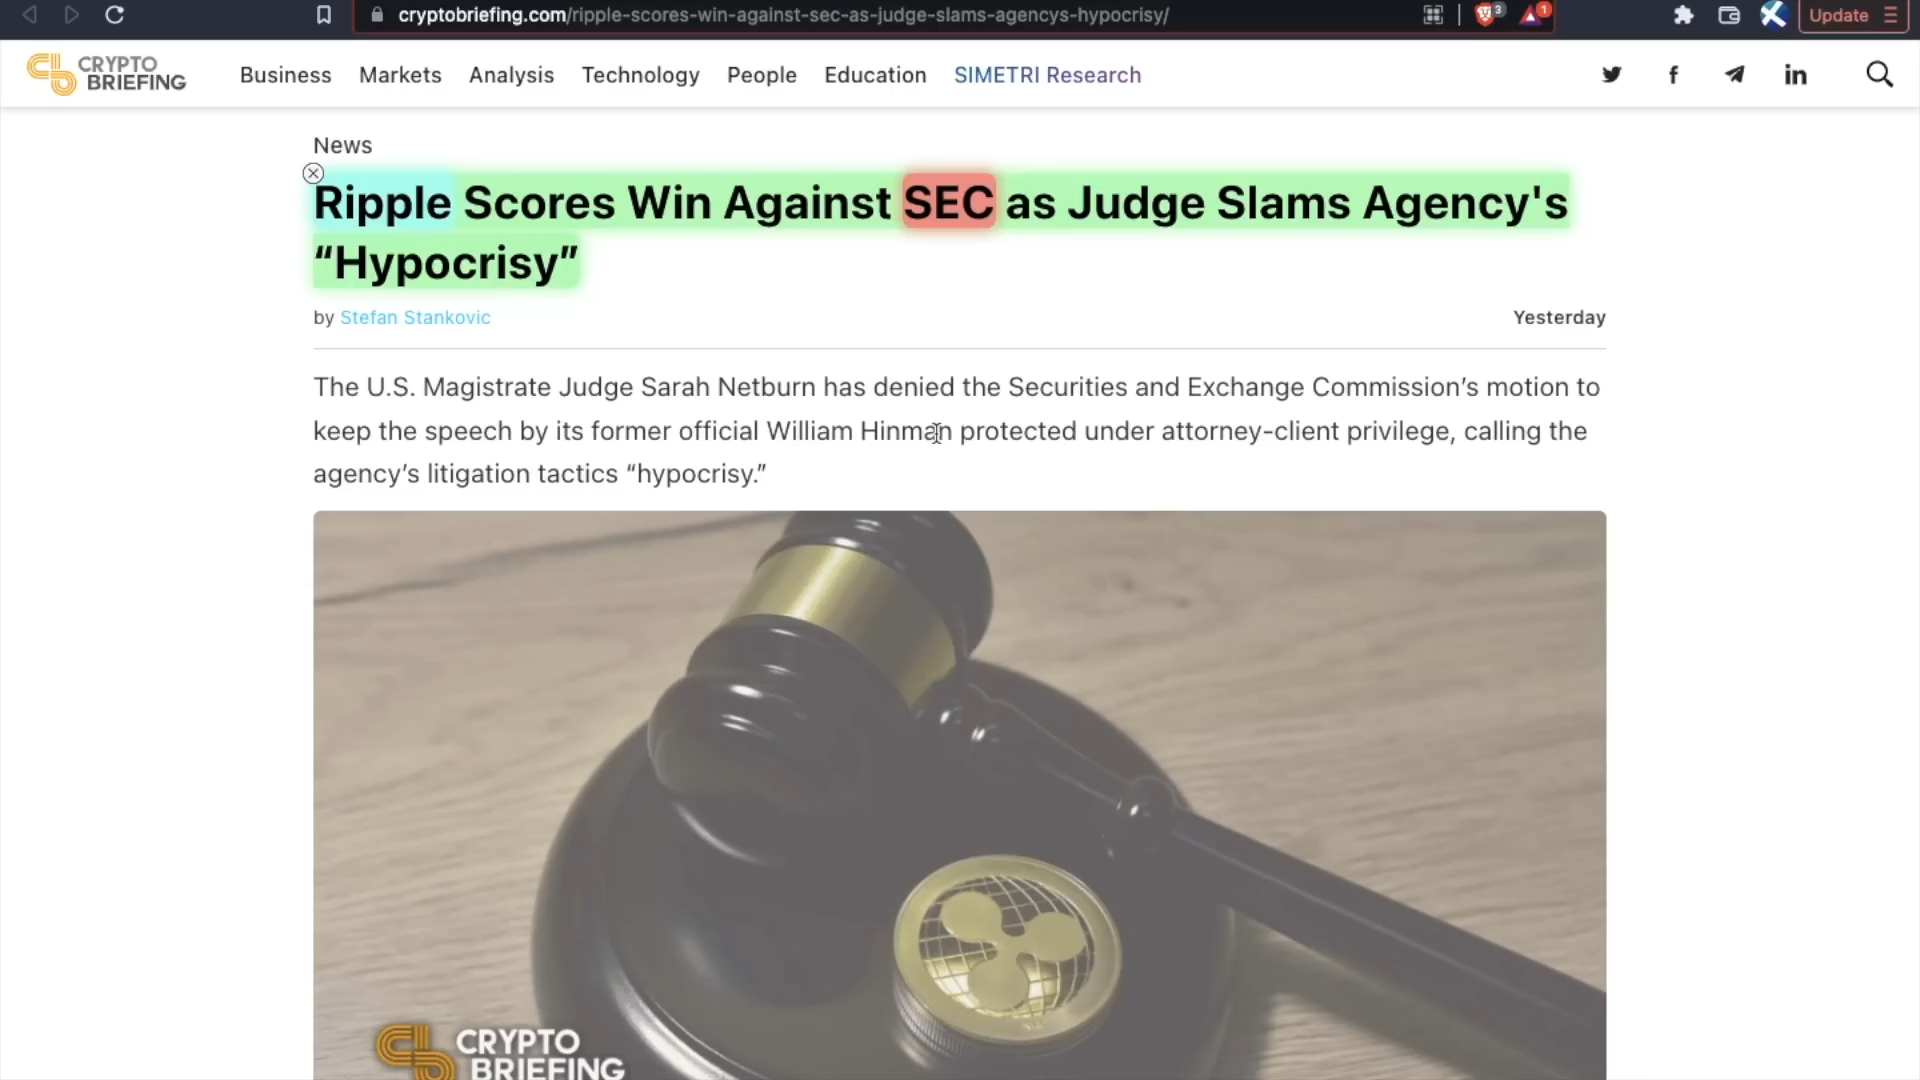 cryptobriefing.com/ripple-scores-win-against-sec-as-judge-slams-agencys-hypocrisy/
3
1
Update
CRYPTO
BRIEFING
Business Markets Analysis Technology People Education SIMETRI Research
News
Ripple Scores Win Against SEC as Judge Slams Agency's
“Hypocrisy”
by Stefan Stankovic
Yesterday
The U.S. Magistrate Judge Sarah Netburn has denied the Securities and Exchange Commission’s motion to
keep the speech by its former official William Hinman protected under attorney-client privilege, calling the
agency’s litigation tactics “hypocrisy.”
CRYPTO
BRIEFING